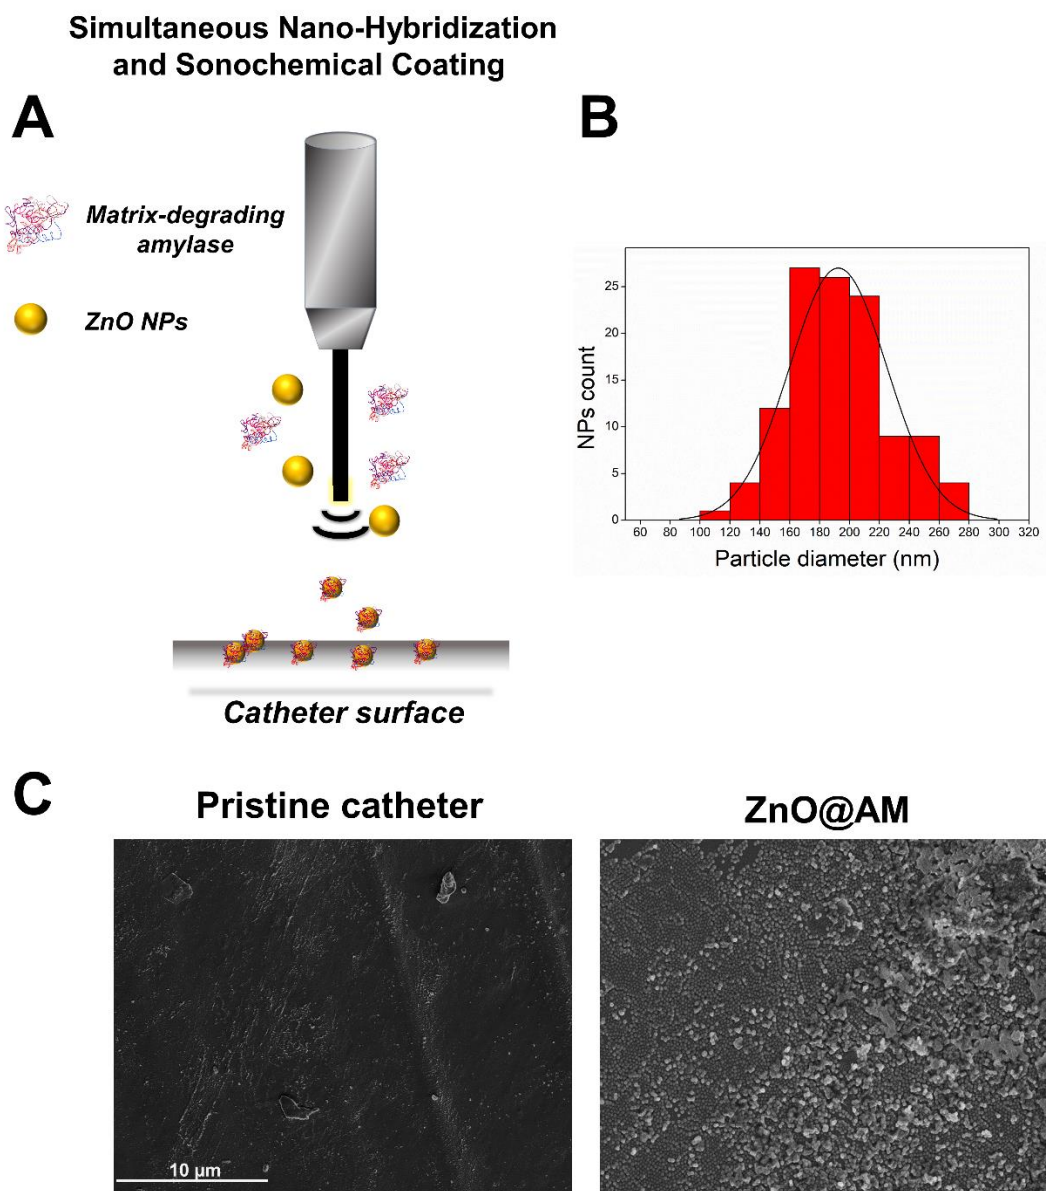 Simultaneous Nano-Hybridization
and Sonochemical Coating
A
Matrix-degrading
amylase
ZnO NPs
Catheter surface
B
NPs count
25
20
15
10
5
0
60 80 100 120 140 160 180 200 220 240 260 280 300 320
Particle diameter (nm)
C
Pristine catheter
ZnO@AM
10 µm